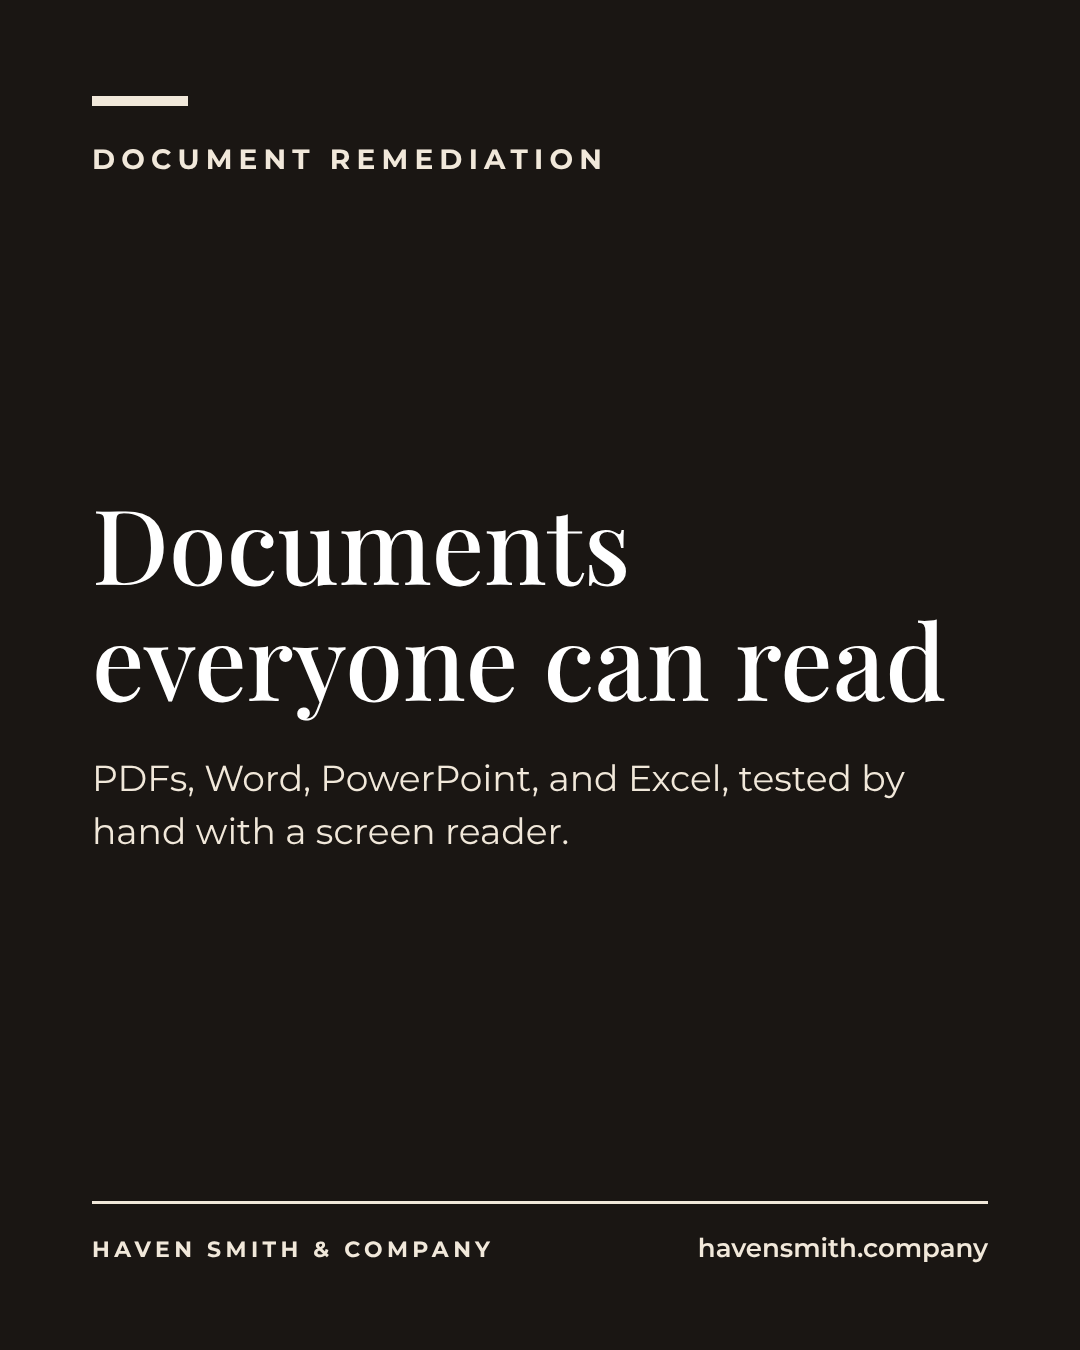 DOCUMENT REMEDIATION
Documents
everyone can read
PDFs, Word, PowerPoint, and Excel, tested by
hand with a screen reader.
HAVEN SMITH & COMPANY
havensmith.company